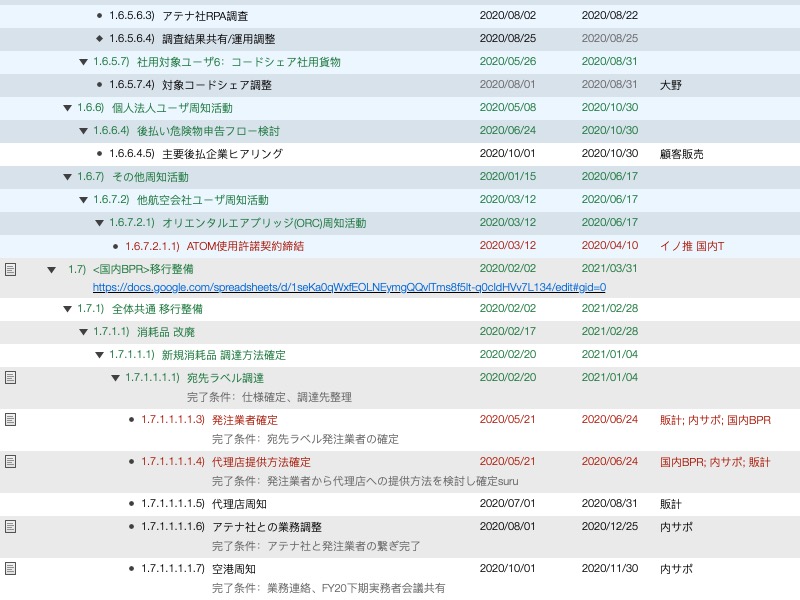 1.6.5.6.3) アテナ社RPA調査 2020/08/02 2020/08/22
1.6.5.6.4) 調査結果共有/運用調整 2020/08/25 2020/08/25
1.6.5.7) 社用対象ユーザ6：コードシェア社用貨物 2020/05/26 2020/08/31
1.6.5.7.4) 対象コードシェア調整 2020/08/01 2020/08/31 大野
1.6.6) 個人法人ユーザ周知活動 2020/05/08 2020/10/30
1.6.6.4) 後払い危険物申告フロー検討 2020/06/24 2020/10/30
1.6.6.4.5) 主要後払企業ヒアリング 2020/10/01 2020/10/30 顧客販売
1.6.7) その他周知活動 2020/01/15 2020/06/17
1.6.7.2) 他航空会社ユーザ周知活動 2020/03/12 2020/06/17
1.6.7.2.1) オリエンタルエアブリッジ(ORC)周知活動 2020/03/12 2020/06/17
1.6.7.2.1.1) ATOM使用許諾契約締結 2020/03/12 2020/04/10 イノ推 国内T
1.7) <国内BPR>移行整備 2020/02/02 2021/03/31
1.7.1) 全体共通 移行整備 2020/02/02 2021/02/28
1.7.1.1) 消耗品 改廃 2020/02/17 2021/02/28
1.7.1.1.1) 新規消耗品 調達方法確定 2020/02/20 2021/01/04
1.7.1.1.1.1) 宛先ラベル調達 2020/02/20 2021/01/04
完了条件：仕様確定、調達先整理
1.7.1.1.1.1.3) 発注業者確定 2020/05/21 2020/06/24 販計; 内サポ; 国内BPR
完了条件：宛先ラベル発注業者の確定
1.7.1.1.1.1.4) 代理店提供方法確定 2020/05/21 2020/06/24 国内BPR; 内サポ; 販計
完了条件：発注業者から代理店への提供方法を検討し確定suru
1.7.1.1.1.1.5) 代理店周知 2020/07/01 2020/08/31 販計
1.7.1.1.1.1.6) アテナ社との業務調整 2020/08/01 2020/12/25 内サポ
完了条件：アテナ社と発注業者の繋ぎ完了
1.7.1.1.1.1.7) 空港周知 2020/10/01 2020/11/30 内サポ
完了条件：業務連絡、FY20下期実務者会議共有